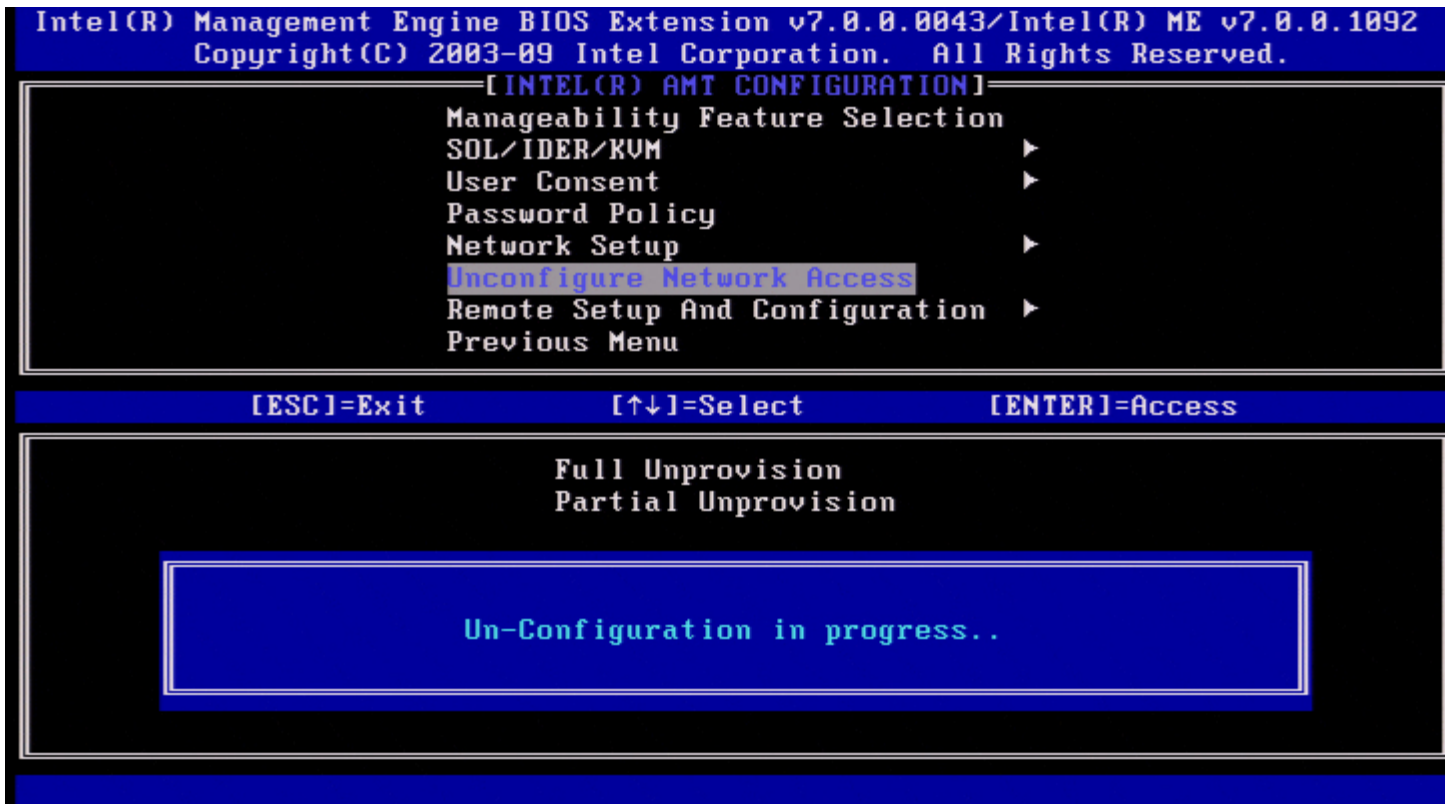 Intel(R) Management Engine BIOS Extension v7.0.0.0043/Intel(R) ME v7.0.0.1092
Copyright(C) 2003-09 Intel Corporation.  All Rights Reserved.
[INTEL(R) AMT CONFIGURATION]
Manageability Feature Selection
SOL/IDER/KVM ►
User Consent ►
Password Policy
Network Setup ►
Unconfigure Network Access
Remote Setup And Configuration ►
Previous Menu
[ESC]=Exit [↑↓]=Select [ENTER]=Access
Full Unprovision
Partial Unprovision
Un-Configuration in progress..